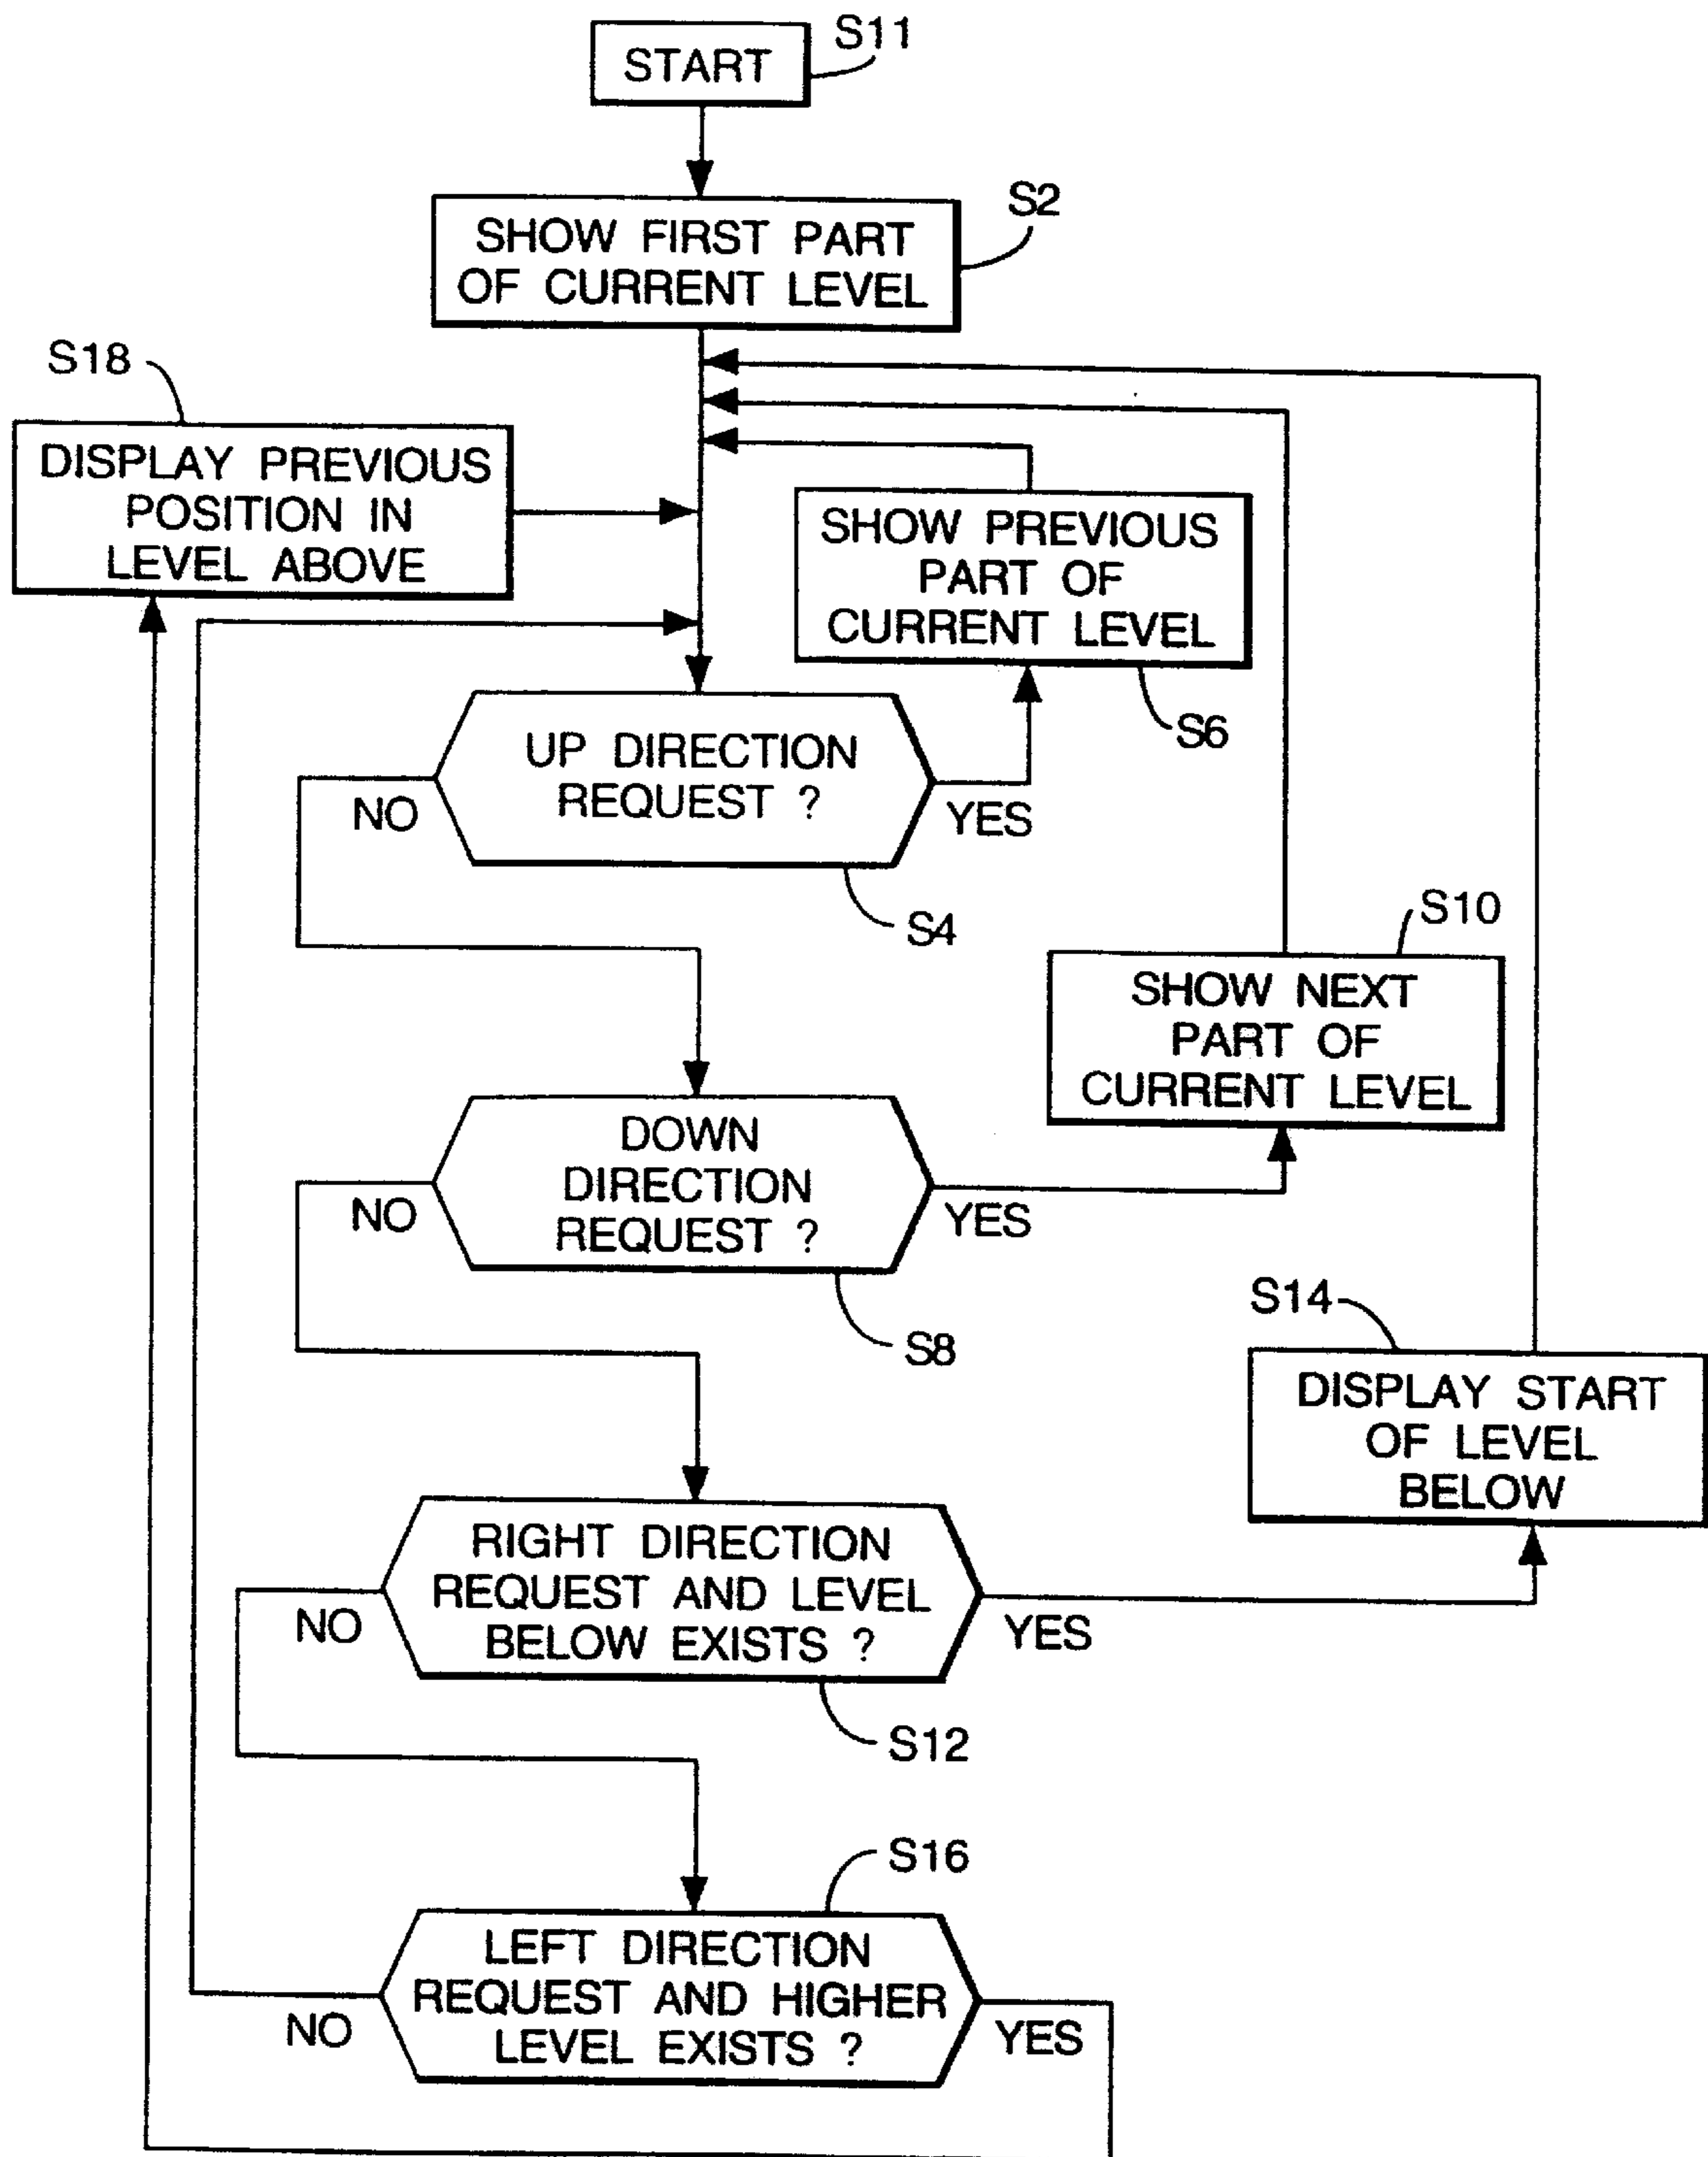 START
S11
SHOW FIRST PART
OF CURRENT LEVEL
S2
S18
DISPLAY PREVIOUS
POSITION IN
LEVEL ABOVE
SHOW PREVIOUS
PART OF
CURRENT LEVEL
S6
UP DIRECTION
REQUEST ?
NO
YES
S4
S10
SHOW NEXT
PART OF
CURRENT LEVEL
DOWN
DIRECTION
REQUEST ?
NO
YES
S8
S14
DISPLAY START
OF LEVEL
BELOW
RIGHT DIRECTION
REQUEST AND LEVEL
BELOW EXISTS ?
NO
YES
S12
S16
LEFT DIRECTION
REQUEST AND HIGHER
LEVEL EXISTS ?
NO
YES